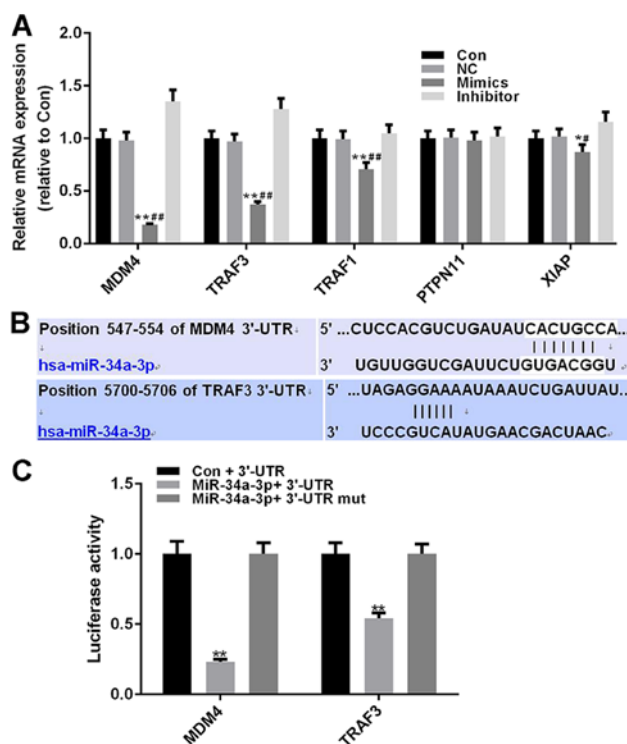 A
Relative mRNA expression
(relative to Con)
2.0
1.5
1.0
0.5
0.0
Con
NC
Mimics
Inhibitor
**##
**##
**##
*#
MDM4
TRAF3
TRAF1
PTPN11
XIAP
B
Position 547-554 of MDM4 3'-UTR 5' ...CUCCACGUCUGAUAUCACUGCCA...
hsa-miR-34a-3p 3' UGUUGGUCGAUUCUGUGACGGU
Position 5700-5706 of TRAF3 3'-UTR 5' ...UAGAGGAAAAUAAAUCUGAUUAU...
hsa-miR-34a-3p 3' UCCCGUCAUAUGAACGACUAAC
C
Con + 3'-UTR
MiR-34a-3p+ 3'-UTR
MiR-34a-3p+ 3'-UTR mut
Luciferase activity
1.5
1.0
0.5
0.0
**
**
MDM4
TRAF3